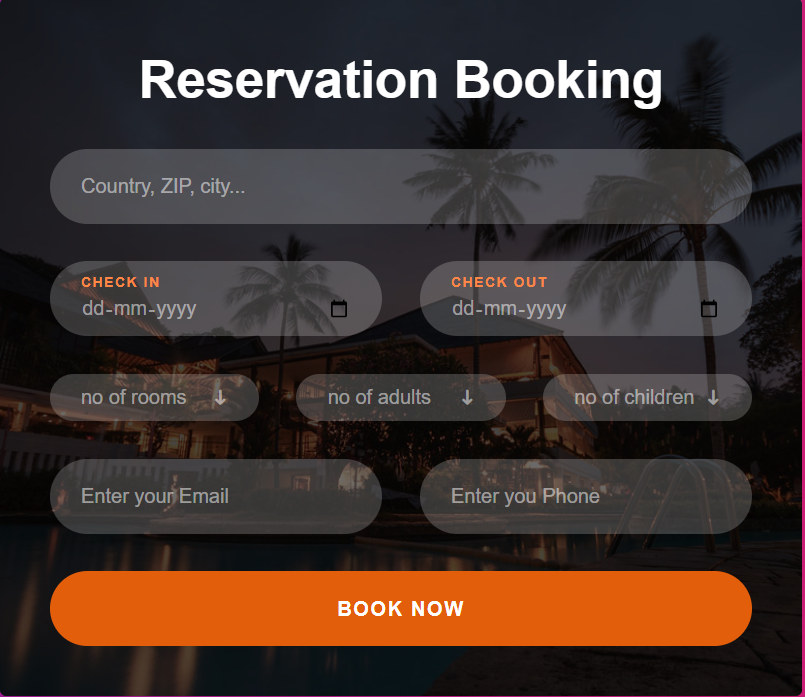 Reservation Booking
Country, ZIP, city...
CHECK IN
dd-mm-yyyy
CHECK OUT
dd-mm-yyyy
no of rooms
no of adults
no of children
Enter your Email
Enter you Phone
BOOK NOW